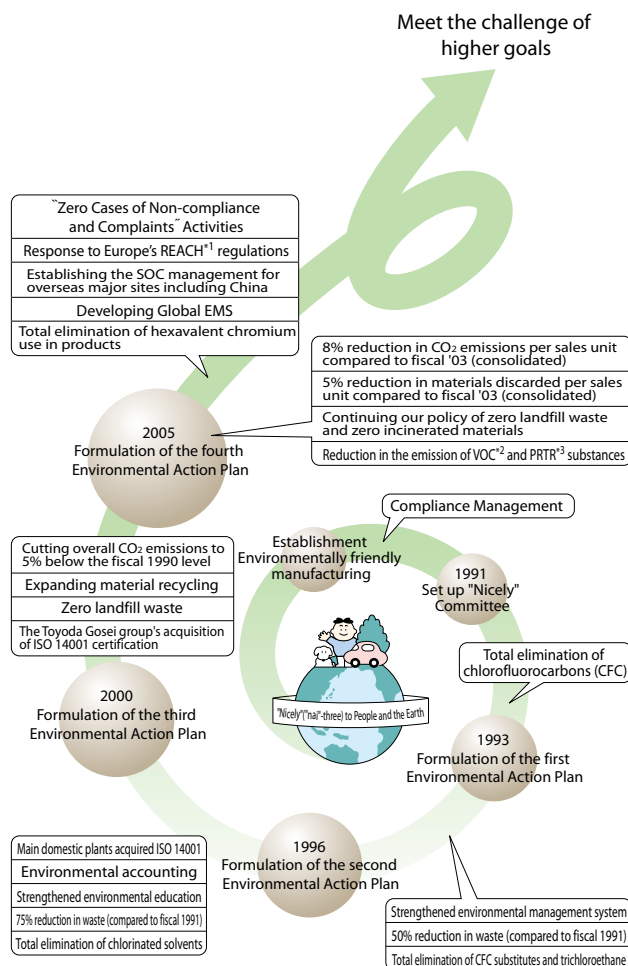 Meet the challenge of
higher goals
"Zero Cases of Non-compliance
and Complaints" Activities
Response to Europe's REACH*1 regulations
Establishing the SOC management for
overseas major sites including China
Developing Global EMS
Total elimination of hexavalent chromium
use in products
8% reduction in CO2 emissions per sales unit
compared to fiscal '03 (consolidated)
5% reduction in materials discarded per sales
unit compared to fiscal '03 (consolidated)
Continuing our policy of zero landfill waste
and zero incinerated materials
Reduction in the emission of VOC*2 and PRTR*3 substances
2005
Formulation of the fourth
Environmental Action Plan
Compliance Management
Establishment
Environmentally friendly
manufacturing
1991
Set up "Nicely"
Committee
Cutting overall CO2 emissions to
5% below the fiscal 1990 level
Expanding material recycling
Zero landfill waste
The Toyoda Gosei group's acquisition
of ISO 14001 certification
Total elimination of
chlorofluorocarbons (CFC)
"Nicely"("nai"-three) to People and the Earth
2000
Formulation of the third
Environmental Action Plan
1993
Formulation of the first
Environmental Action Plan
1996
Formulation of the second
Environmental Action Plan
Main domestic plants acquired ISO 14001
Environmental accounting
Strengthened environmental education
75% reduction in waste (compared to fiscal 1991)
Total elimination of chlorinated solvents
Strengthened environmental management system
50% reduction in waste (compared to fiscal 1991)
Total elimination of CFC substitutes and trichloroethane